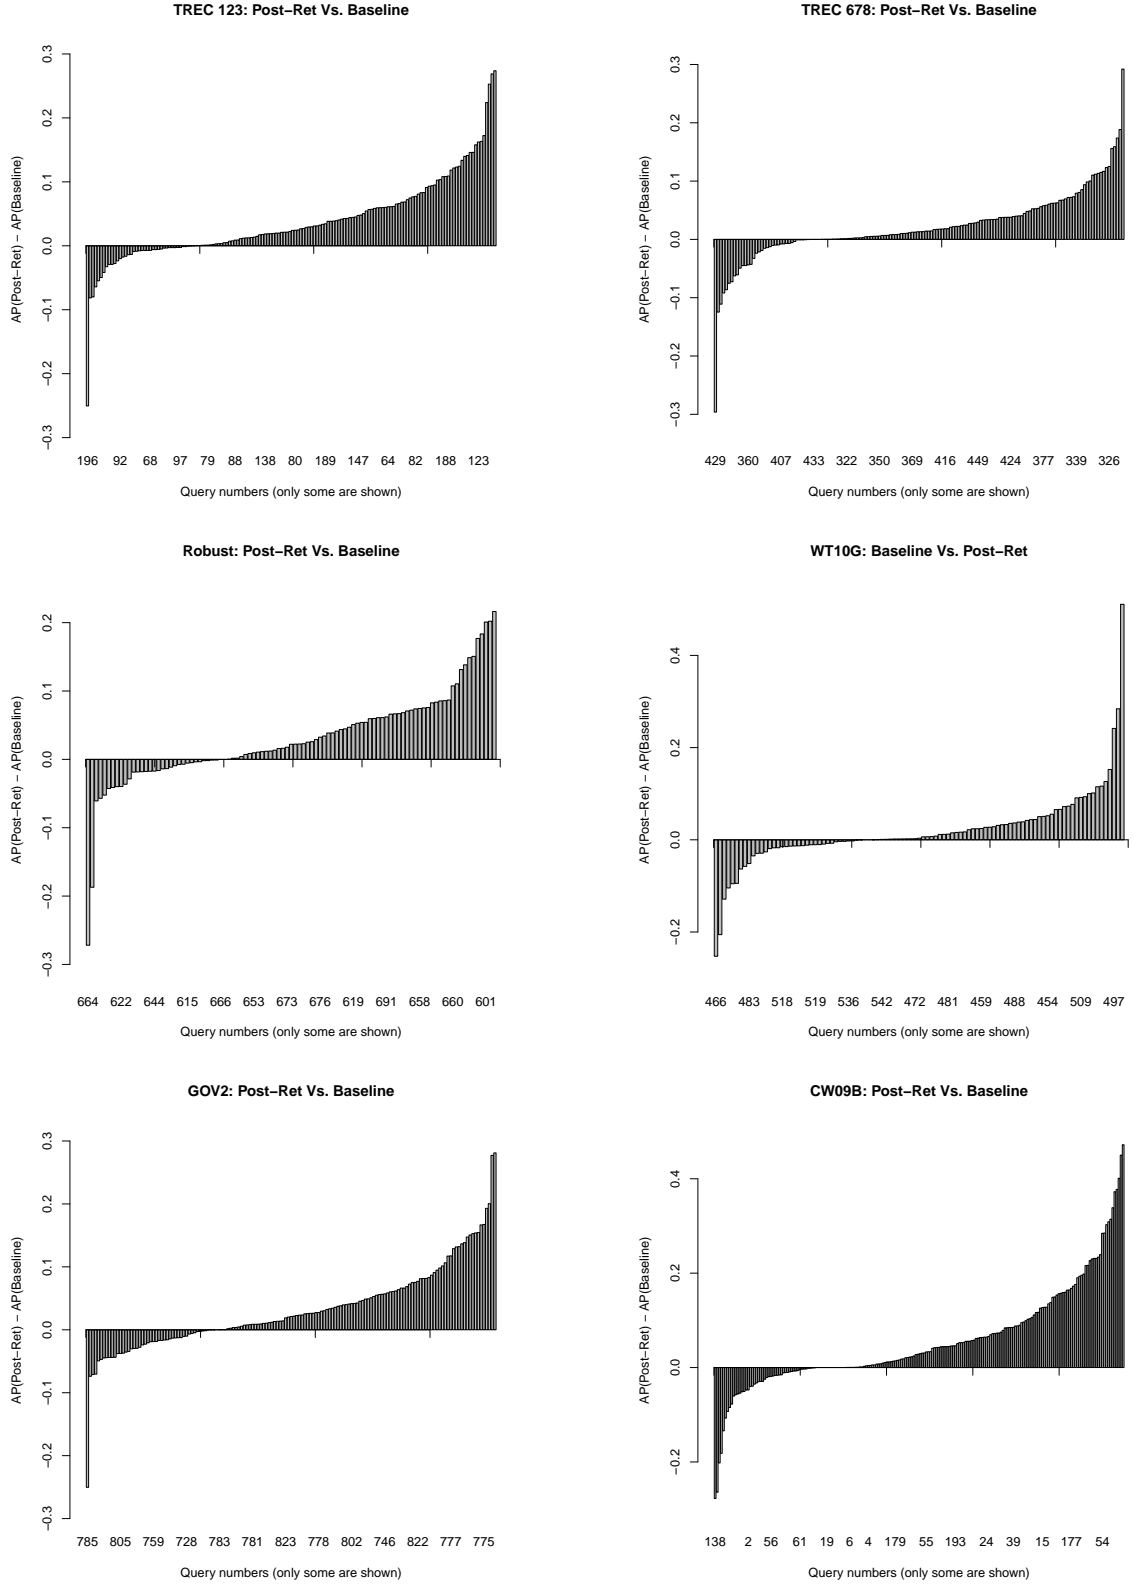 TREC 123: Post−Ret Vs. Baseline
AP(Post−Ret) − AP(Baseline)
0.3
0.2
0.1
0.0
−0.1
−0.2
−0.3
196 92 68 97 79 88 138 80 189 147 64 82 188 123
Query numbers (only some are shown)
TREC 678: Post−Ret Vs. Baseline
AP(Post−Ret) − AP(Baseline)
0.3
0.2
0.1
0.0
−0.1
−0.2
−0.3
429 360 407 433 322 350 369 416 449 424 377 339 326
Query numbers (only some are shown)
Robust: Post−Ret Vs. Baseline
AP(Post−Ret) − AP(Baseline)
0.2
0.1
0.0
−0.1
−0.2
−0.3
664 622 644 615 666 653 673 676 619 691 658 660 601
Query numbers (only some are shown)
WT10G: Baseline Vs. Post−Ret
AP(Post−Ret) − AP(Baseline)
0.4
0.2
0.0
−0.2
466 483 518 519 536 542 472 481 459 488 454 509 497
Query numbers (only some are shown)
GOV2: Post−Ret Vs. Baseline
AP(Post−Ret) − AP(Baseline)
0.3
0.2
0.1
0.0
−0.1
−0.2
−0.3
785 805 759 728 783 781 823 778 802 746 822 777 775
Query numbers (only some are shown)
CW09B: Post−Ret Vs. Baseline
AP(Post−Ret) − AP(Baseline)
0.4
0.2
0.0
−0.2
138 2 56 61 19 6 4 179 55 193 24 39 15 177 54
Query numbers (only some are shown)